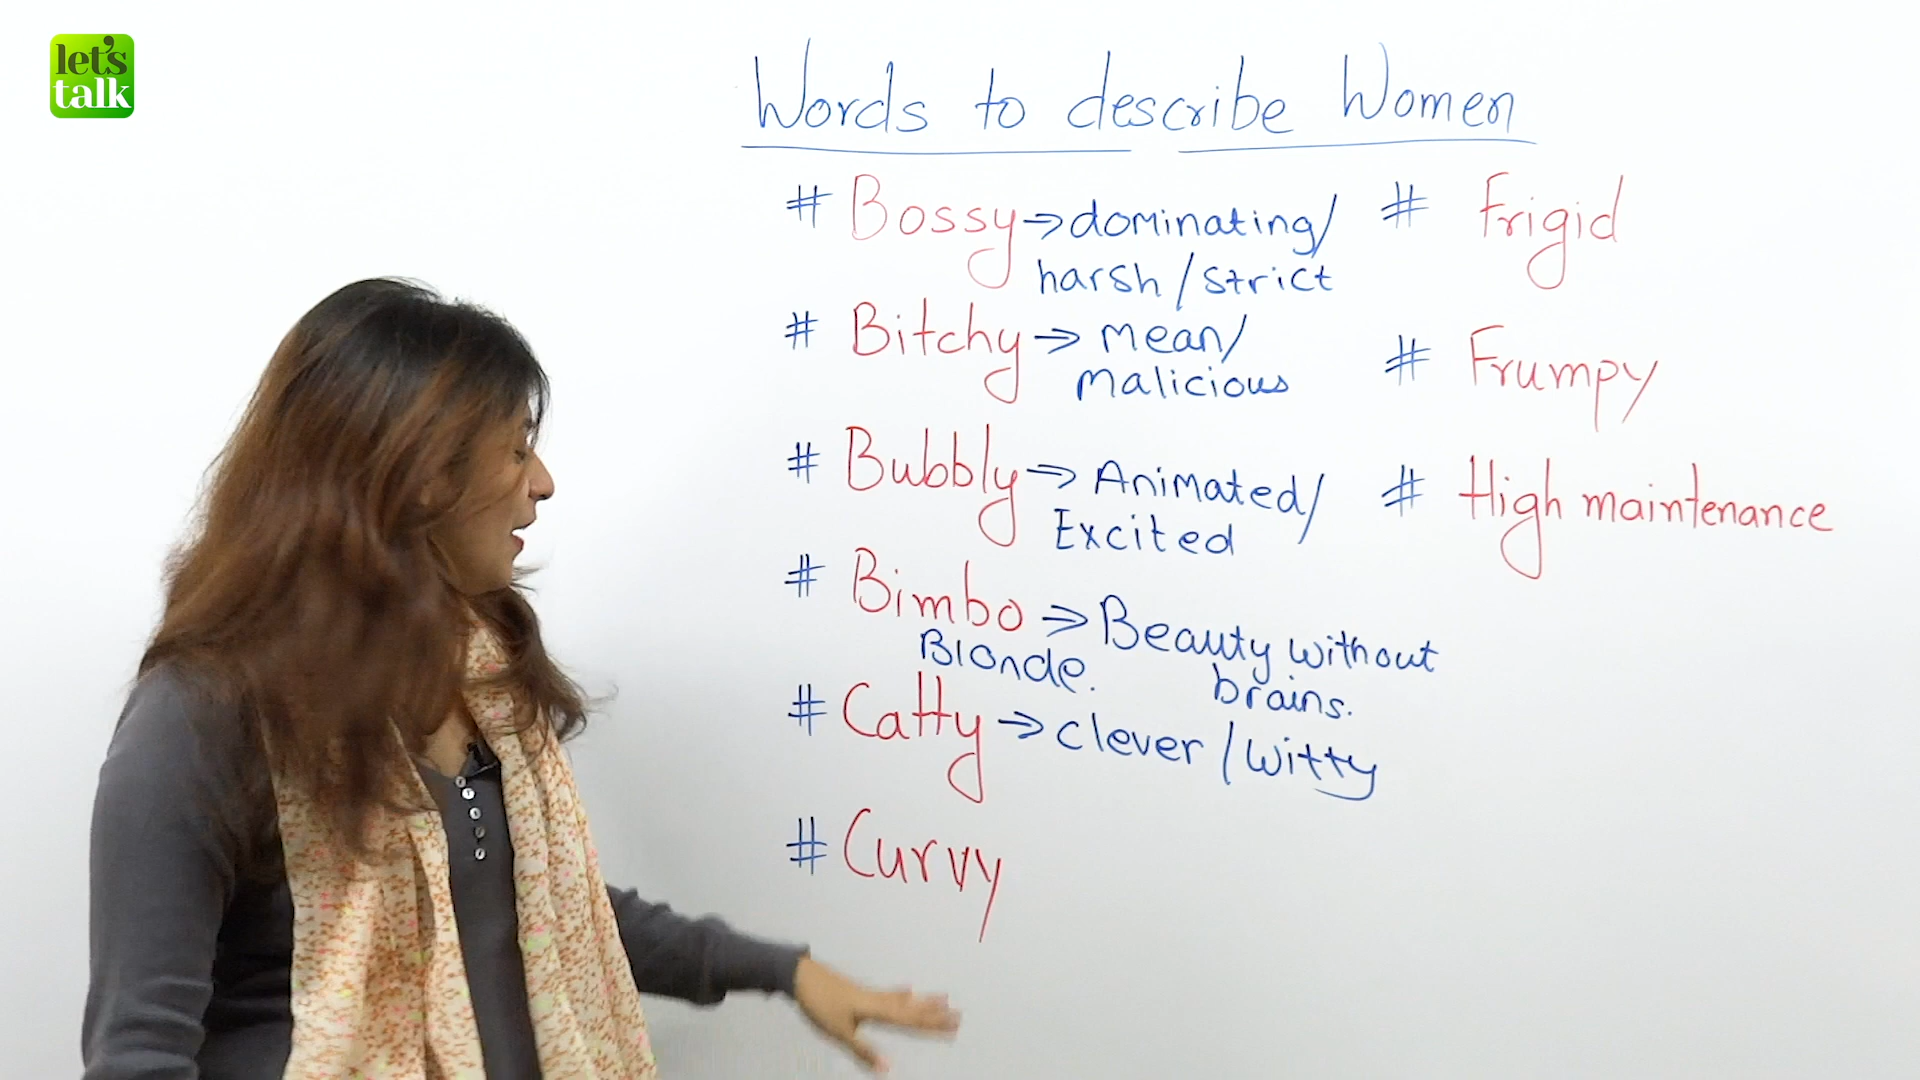 let's
talk
Words to describe Women
# Bossy → dominating/
harsh / strict
# Bitchy → mean/
malicious
# Bubbly → Animated/
Excited
# Bimbo → Beauty without
brains.
Blonde.
# Catty → clever / witty
# Curvy
# Frigid
# Frumpy
# High maintenance